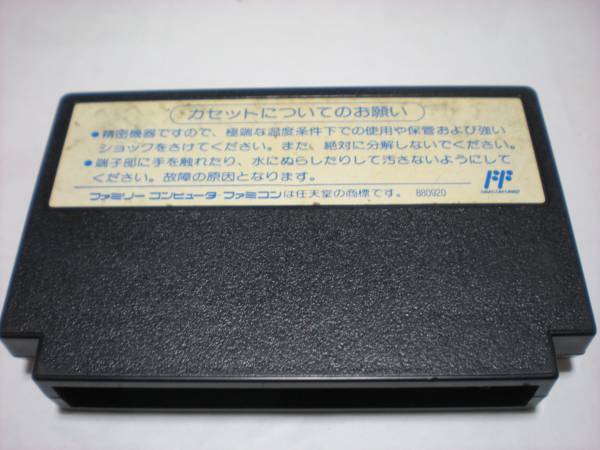 カセットについてのお願い
●精密機器ですので、極端な温度条件下での使用や保管および強い
ショックをさけてください。また、絶対に分解しないでください。
●端子部に手を触れたり、水にぬらしたりして汚さないようにして
ください。故障の原因となります。
ファミリー コンピュータ・ファミコンは任天堂の商標です。 880920